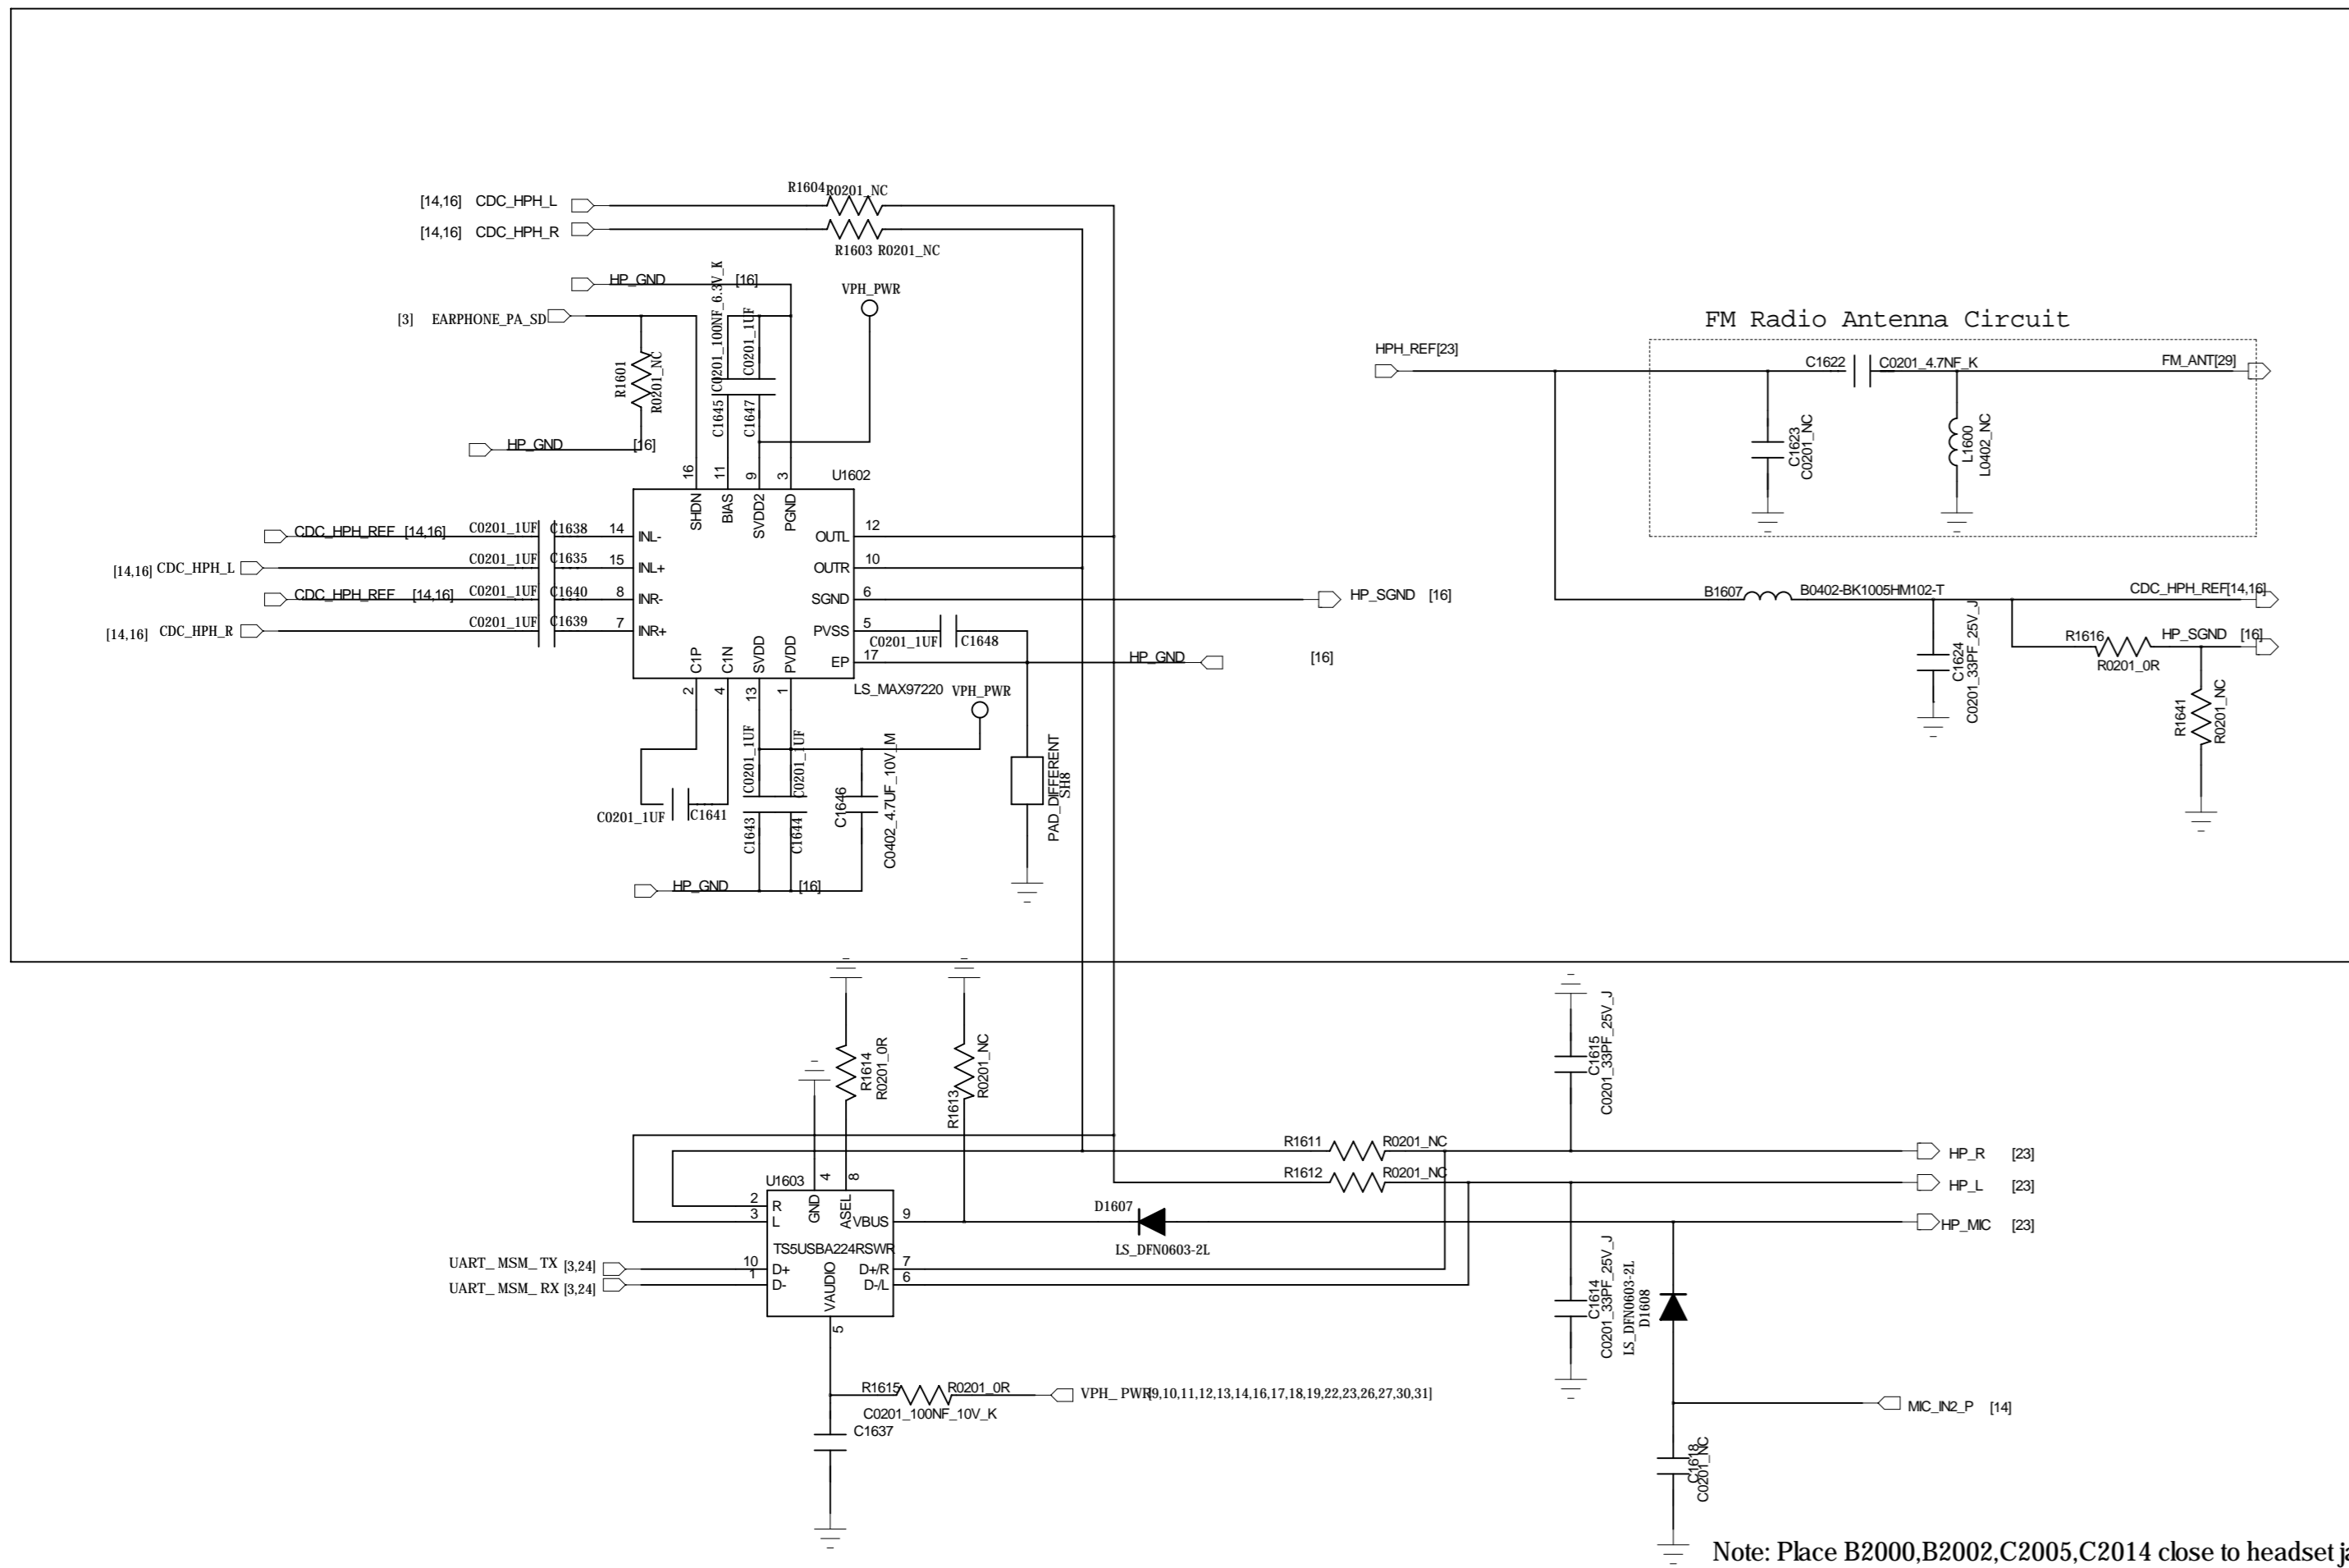 R1604 R0201_NC
[14,16] CDC_HPH_L
[14,16] CDC_HPH_R
R1603 R0201_NC
HP_GND [16]
C0201_100NF_6.3V_K
C0201_1UF
VPH_PWR
[3] EARPHONE_PA_SD
R1601
R0201_NC
C1645
C1647
HP_GND [16]
16
11
9
3
U1602
SHDN
BIAS
SVDD2
PGND
CDC_HPH_REF [14,16] C0201_1UF C1638 14 INL-
[14,16] CDC_HPH_L C0201_1UF C1635 15 INL+
CDC_HPH_REF [14,16] C0201_1UF C1640 8 INR-
[14,16] CDC_HPH_R C0201_1UF C1639 7 INR+
OUTL 12
OUTR 10
SGND 6 HP_SGND [16]
PVSS 5 C0201_1UF C1648
EP 17 HP_GND [16]
C1P
C1N
SVDD
PVDD
LS_MAX97220 VPH_PWR
2
4
13
1
C0201_1UF
C0201_1UF
C0402_4.7UF_10V_M
C1646
C0201_1UF C1641
C1643
C1644
PAD_DIFFERENT
SH8
HP_GND [16]
FM Radio Antenna Circuit
HPH_REF[23]
C1622 C0201_4.7NF_K
FM_ANT[29]
C1623
C0201_NC
L1600
L0402_NC
B1607 B0402-BK1005HM102-T
CDC_HPH_REF[14,16]
C1624
C0201_33PF_25V_J
R1616 HP_SGND [16]
R0201_0R
R1641
R0201_NC
R1614
R0201_0R
R1613
R0201_NC
C1615
C0201_33PF_25V_J
R1611 R0201_NC
HP_R [23]
R1612 R0201_NC
HP_L [23]
U1603
4
8
2 R
3 L
GND
ASEL
VBUS 9
D1607
LS_DFN0603-2L
HP_MIC [23]
TS5USBA224RSWR
UART_MSM_TX [3,24] 10 D+
UART_MSM_RX [3,24] 1 D-
VAUDIO
D+/R 7
D-/L 6
5
C1614
C0201_33PF_25V_J
LS_DFN0603-2L
D1608
R1615 R0201_0R
VPH_PWR[9,10,11,12,13,14,16,17,18,19,22,23,26,27,30,31]
C0201_100NF_10V_K
C1637
MIC_IN2_P [14]
C1618
C0201_NC
Note: Place B2000,B2002,C2005,C2014 close to headset